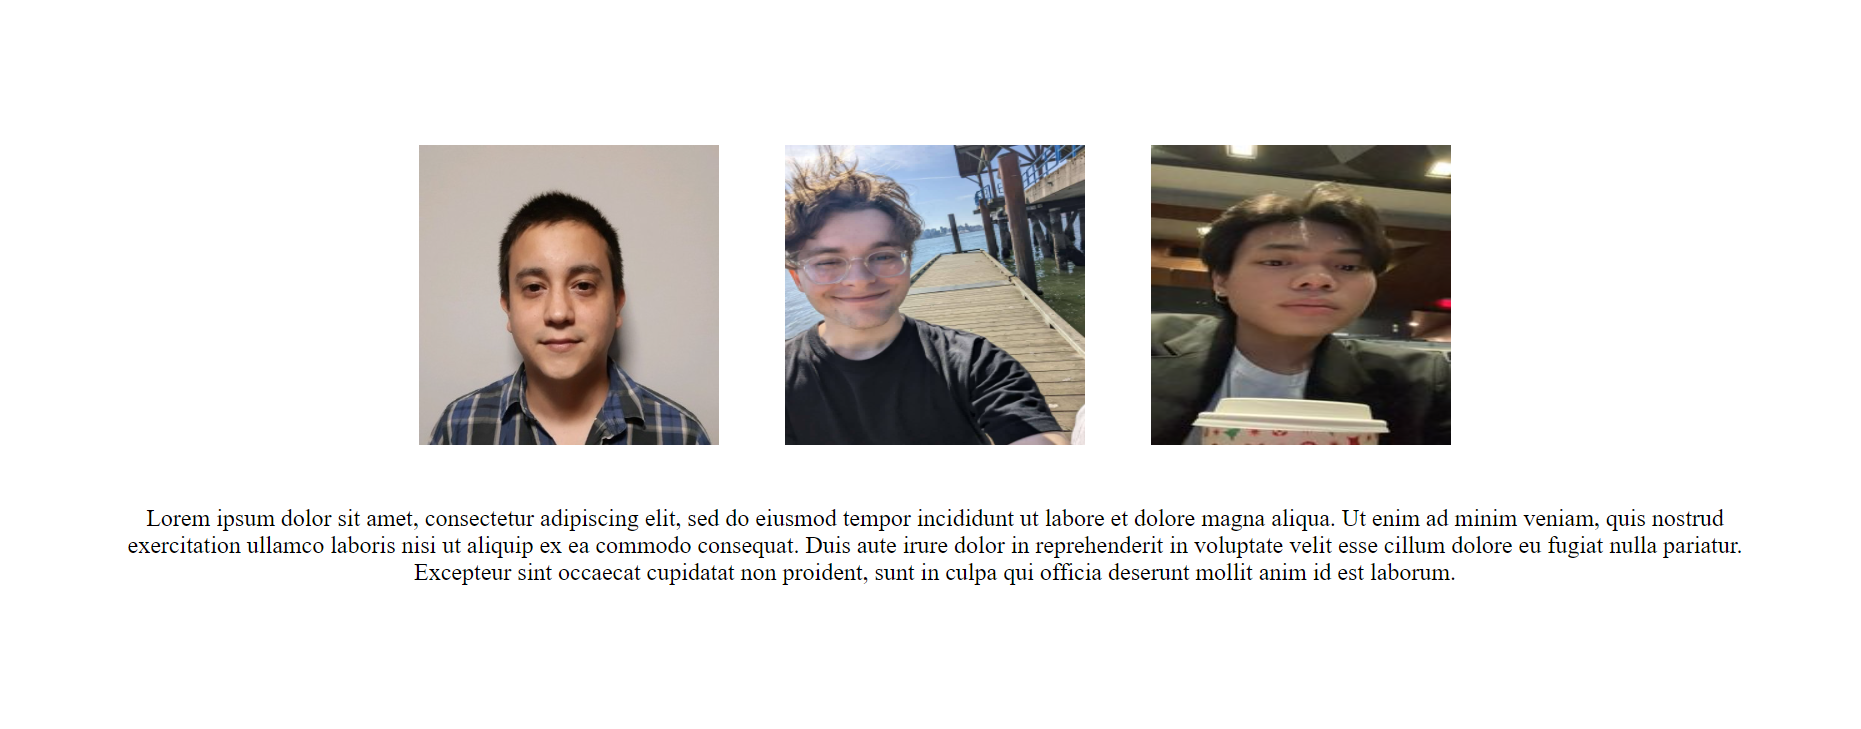 Lorem ipsum dolor sit amet, consectetur adipiscing elit, sed do eiusmod tempor incididunt ut labore et dolore magna aliqua. Ut enim ad minim veniam, quis nostrud
exercitation ullamco laboris nisi ut aliquip ex ea commodo consequat. Duis aute irure dolor in reprehenderit in voluptate velit esse cillum dolore eu fugiat nulla pariatur.
Excepteur sint occaecat cupidatat non proident, sunt in culpa qui officia deserunt mollit anim id est laborum.